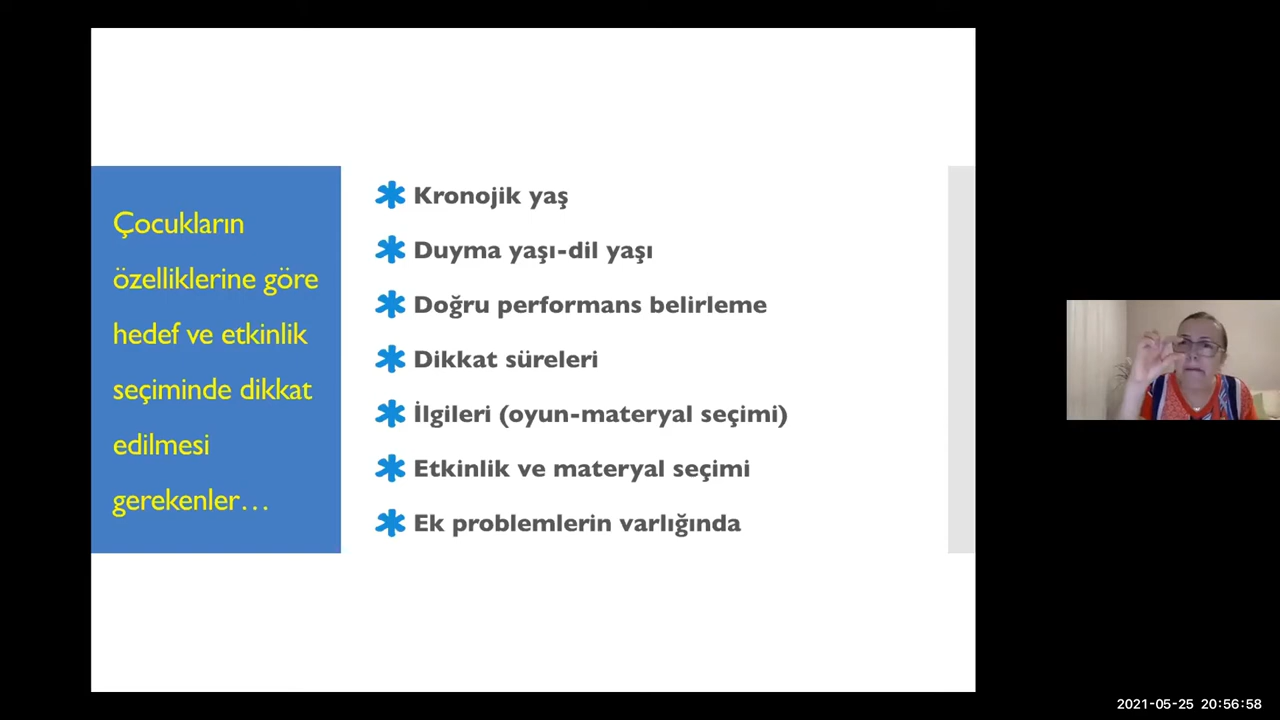 Çocukların
özelliklerine göre
hedef ve etkinlik
seçiminde dikkat
edilmesi
gerekenler…
Kronojik yaş
Duyma yaşı-dil yaşı
Doğru performans belirleme
Dikkat süreleri
İlgileri (oyun-materyal seçimi)
Etkinlik ve materyal seçimi
Ek problemlerin varlığında
2021-05-25 20:56:58